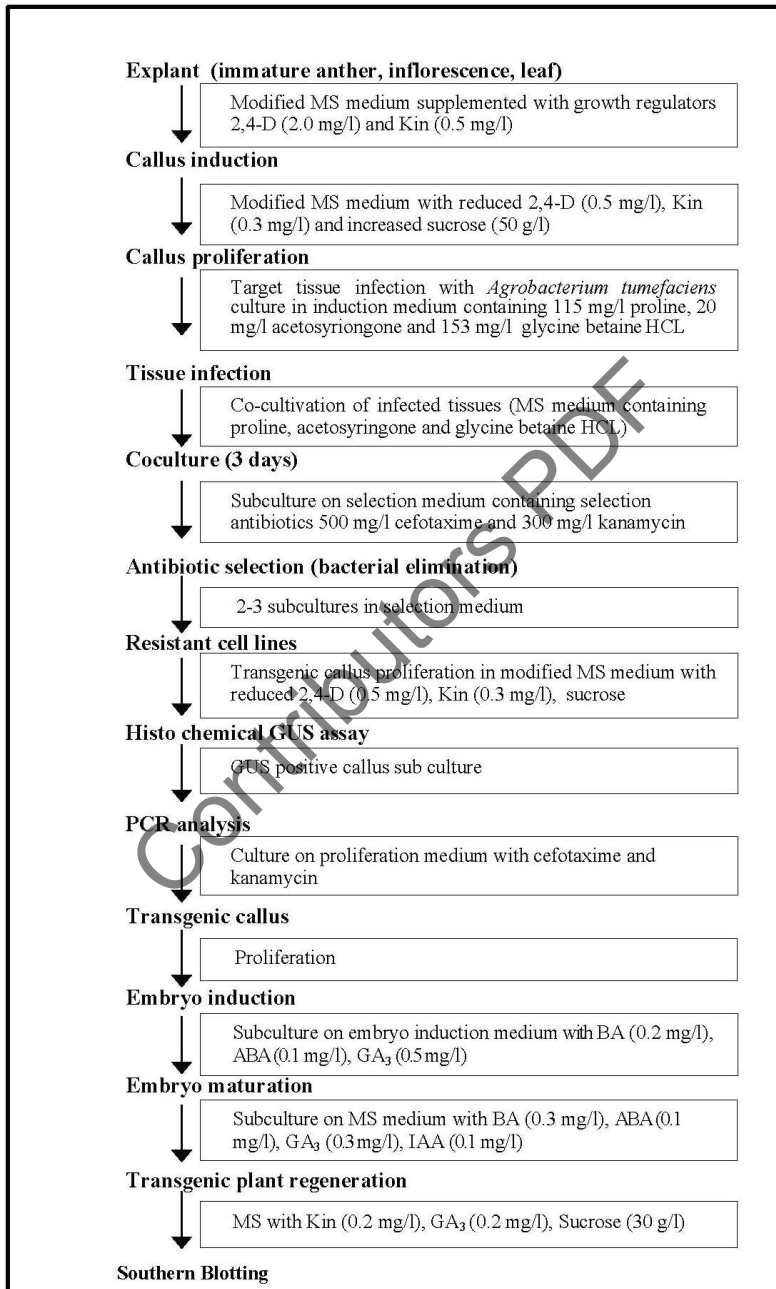 Explant (immature anther, inflorescence, leaf)
Modified MS medium supplemented with growth regulators
2,4-D (2.0 mg/l) and Kin (0.5 mg/l)
Callus induction
Modified MS medium with reduced 2,4-D (0.5 mg/l), Kin
(0.3 mg/l) and increased sucrose (50 g/l)
Callus proliferation
Target tissue infection with Agrobacterium tumefaciens
culture in induction medium containing 115 mg/l proline, 20
mg/l acetosyriongone and 153 mg/l glycine betaine HCL
Tissue infection
Co-cultivation of infected tissues (MS medium containing
proline, acetosyringone and glycine betaine HCL)
Coculture (3 days)
Subculture on selection medium containing selection
antibiotics 500 mg/l cefotaxime and 300 mg/l kanamycin
Antibiotic selection (bacterial elimination)
2-3 subcultures in selection medium
Resistant cell lines
Transgenic callus proliferation in modified MS medium with
reduced 2,4-D (0.5 mg/l), Kin (0.3 mg/l), sucrose
Histo chemical GUS assay
GUS positive callus sub culture
PCR analysis
Culture on proliferation medium with cefotaxime and
kanamycin
Transgenic callus
Proliferation
Embryo induction
Subculture on embryo induction medium with BA (0.2 mg/l),
ABA (0.1 mg/l), GA₃ (0.5 mg/l)
Embryo maturation
Subculture on MS medium with BA (0.3 mg/l), ABA (0.1
mg/l), GA₃ (0.3 mg/l), IAA (0.1 mg/l)
Transgenic plant regeneration
MS with Kin (0.2 mg/l), GA₃ (0.2 mg/l), Sucrose (30 g/l)
Southern Blotting
Contributors PDF